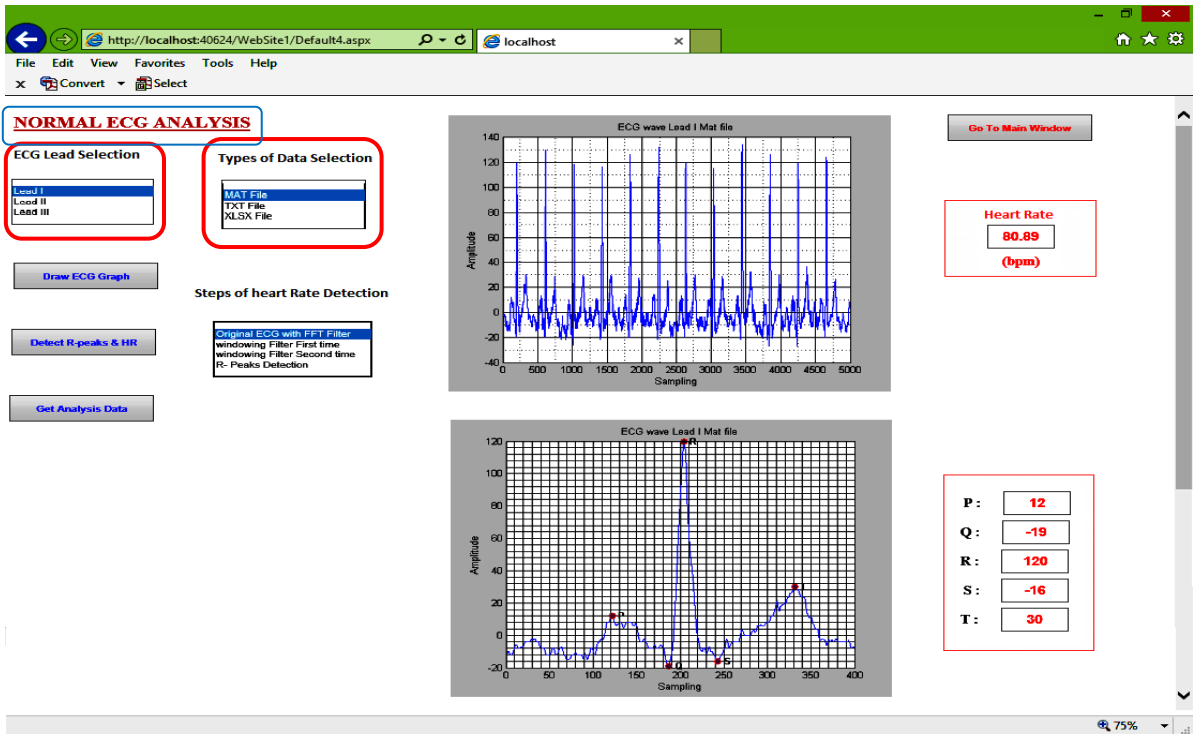 http://localhost:40624/WebSite1/Default4.aspx
localhost
File Edit View Favorites Tools Help
x Convert Select
NORMAL ECG ANALYSIS
ECG Lead Selection
Lead I
Lead II
Lead III
Types of Data Selection
MAT File
TXT File
XLSX File
Draw ECG Graph
Detect R-peaks & HR
Get Analysis Data
Steps of heart Rate Detection
Original ECG with FFT Filter
windowing Filter First time
windowing Filter Second time
R- Peaks Detection
ECG wave Lead I Mat file
Amplitude
140
120
100
80
60
40
20
0
-20
-40
0 500 1000 1500 2000 2500 3000 3500 4000 4500 5000
Sampling
ECG wave Lead I Mat file
Amplitude
120
100
80
60
40
20
0
-20
R
Q
S
0 50 100 150 200 250 300 350 400
Sampling
Go To Main Window
Heart Rate
80.89
(bpm)
P : 12
Q : -19
R : 120
S : -16
T : 30
75%